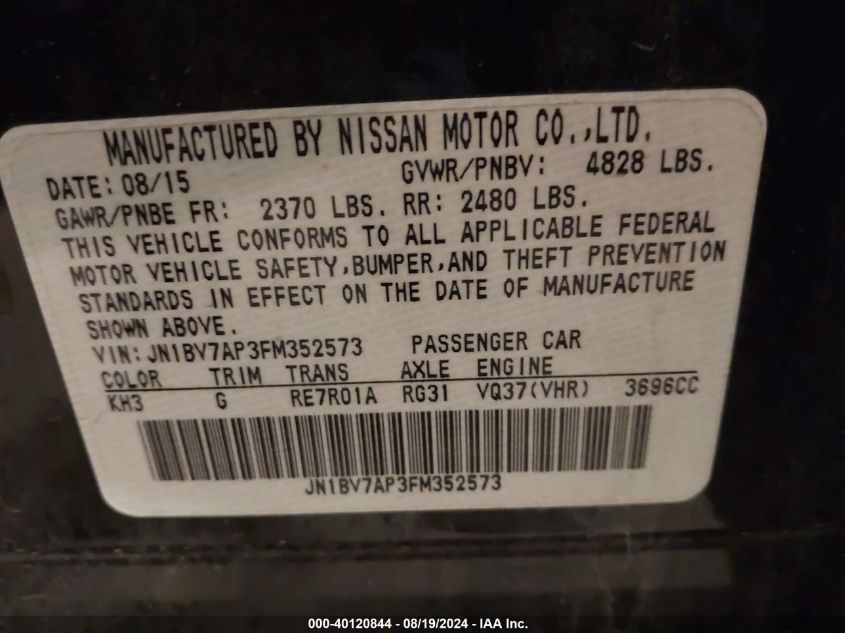 MANUFACTURED BY NISSAN MOTOR CO.,LTD.
DATE: 08/15 GVWR/PNBV: 4828 LBS.
GAWR/PNBE FR: 2370 LBS. RR: 2480 LBS.
THIS VEHICLE CONFORMS TO ALL APPLICABLE FEDERAL
MOTOR VEHICLE SAFETY,BUMPER,AND THEFT PREVENTION
STANDARDS IN EFFECT ON THE DATE OF MANUFACTURE
SHOWN ABOVE.
VIN: JN1BV7AP3FM352573 PASSENGER CAR
COLOR TRIM TRANS AXLE ENGINE
KH3 G RE7R01A RG31 VQ37(VHR) 3696CC
JN1BV7AP3FM352573
000-40120844 - 08/19/2024 - IAA Inc.